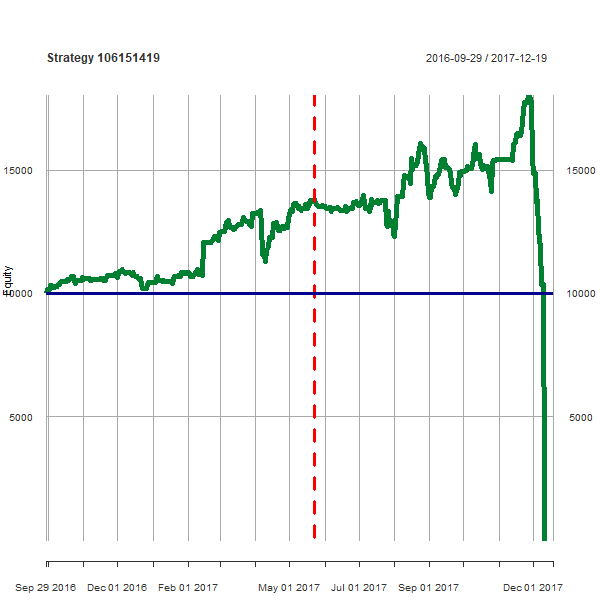 Strategy 106151419
2016-09-29 / 2017-12-19
15000
15000
Equity
10000
10000
5000
5000
Sep 29 2016
Dec 01 2016
Feb 01 2017
May 01 2017
Jul 01 2017
Sep 01 2017
Dec 01 2017